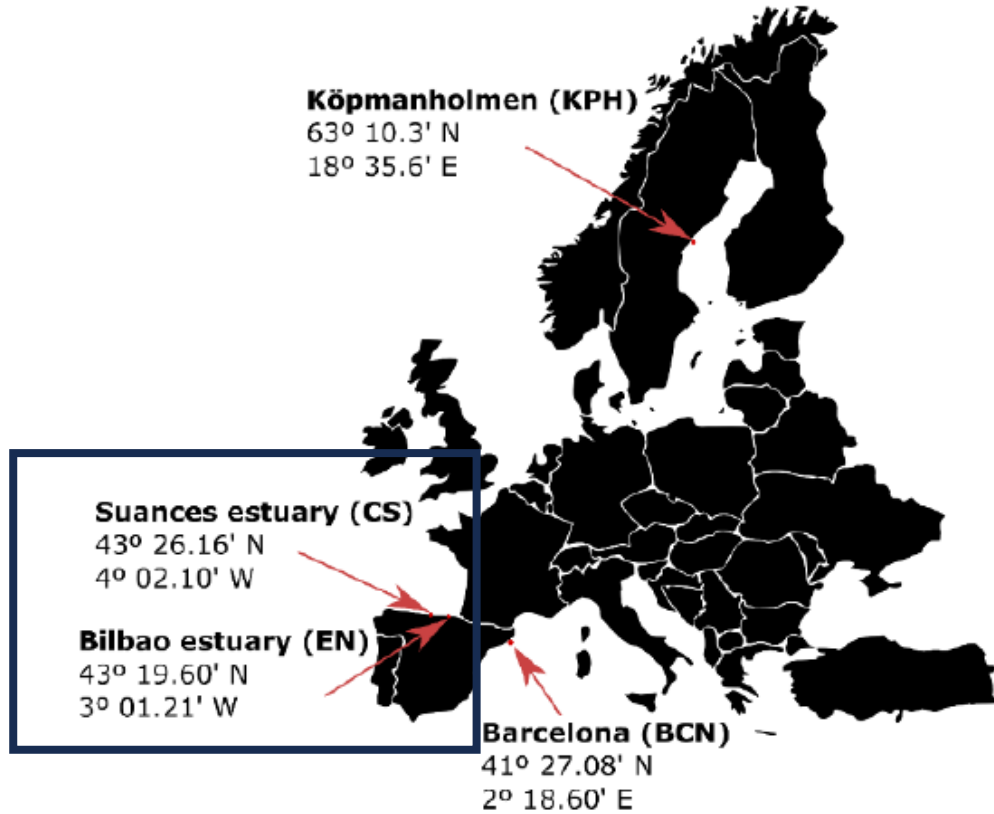 Köpmanholmen (KPH)
63º 10.3' N
18º 35.6' E
Suances estuary (CS)
43º 26.16' N
4º 02.10' W
Bilbao estuary (EN)
43º 19.60' N
3º 01.21' W
Barcelona (BCN)
41º 27.08' N
2º 18.60' E